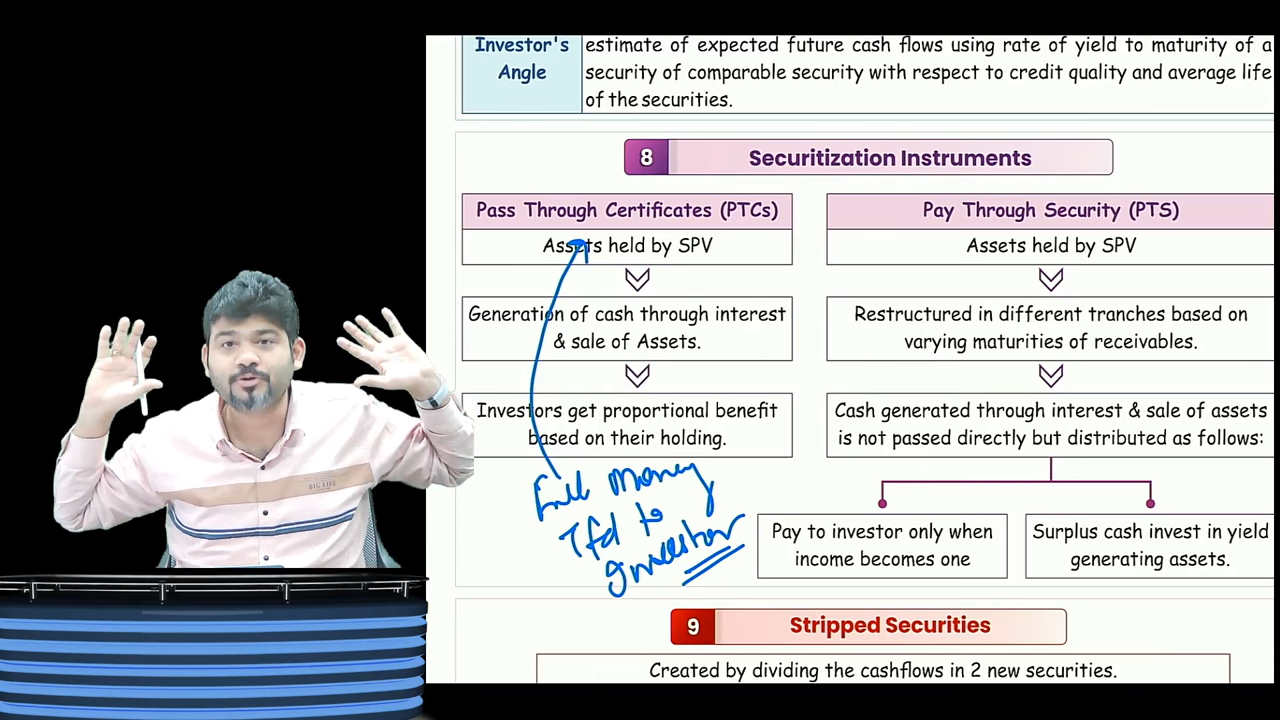 Investor's
Angle
estimate of expected future cash flows using rate of yield to maturity of a
security of comparable security with respect to credit quality and average life
of the securities.
8
Securitization Instruments
Pass Through Certificates (PTCs)
Assets held by SPV
Generation of cash through interest
& sale of Assets.
Investors get proportional benefit
based on their holding.
Full Money
Tfd to
Investor
Pay Through Security (PTS)
Assets held by SPV
Restructured in different tranches based on
varying maturities of receivables.
Cash generated through interest & sale of assets
is not passed directly but distributed as follows:
Pay to investor only when
income becomes one
Surplus cash invest in yield
generating assets.
BIG FIVE
9
Stripped Securities
Created by dividing the cashflows in 2 new securities.